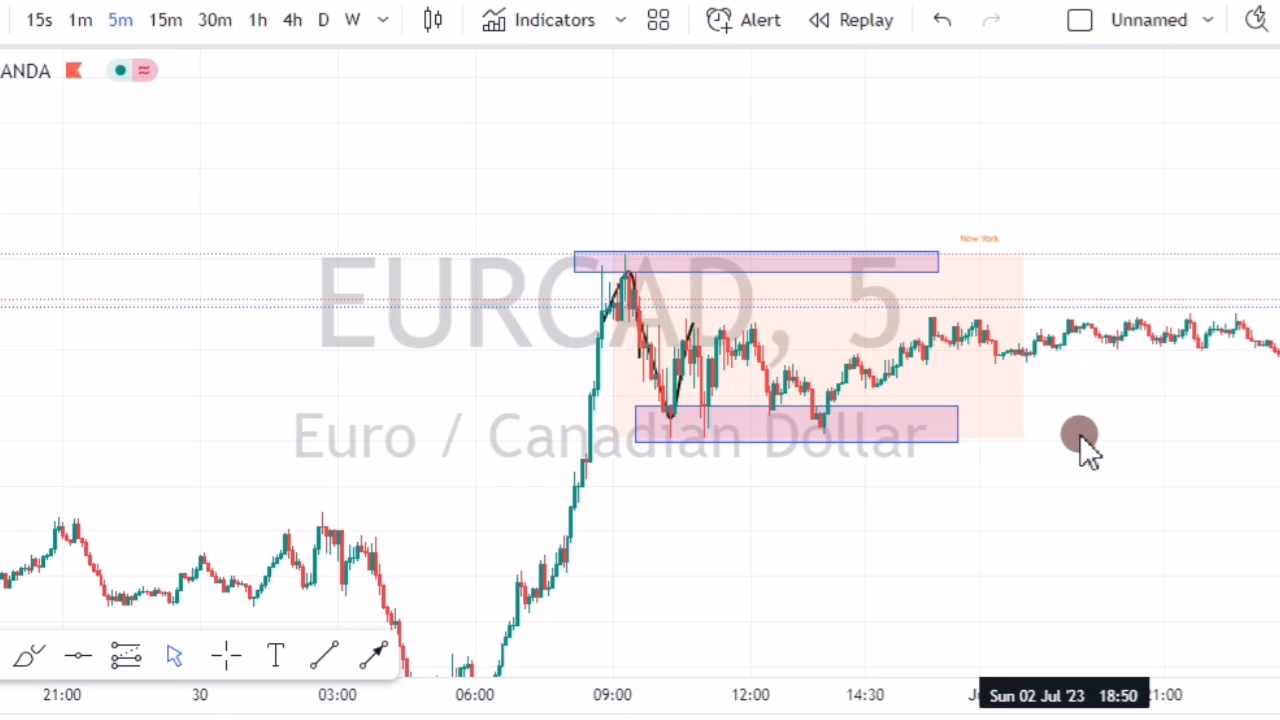 15s 1m 5m 15m 30m 1h 4h D W Indicators Alert Replay Unnamed
ANDA
New York
EURCAD, 5
Euro / Canadian Dollar
21:00 30 03:00 06:00 09:00 12:00 14:30 Sun 02 Jul '23 18:50 21:00